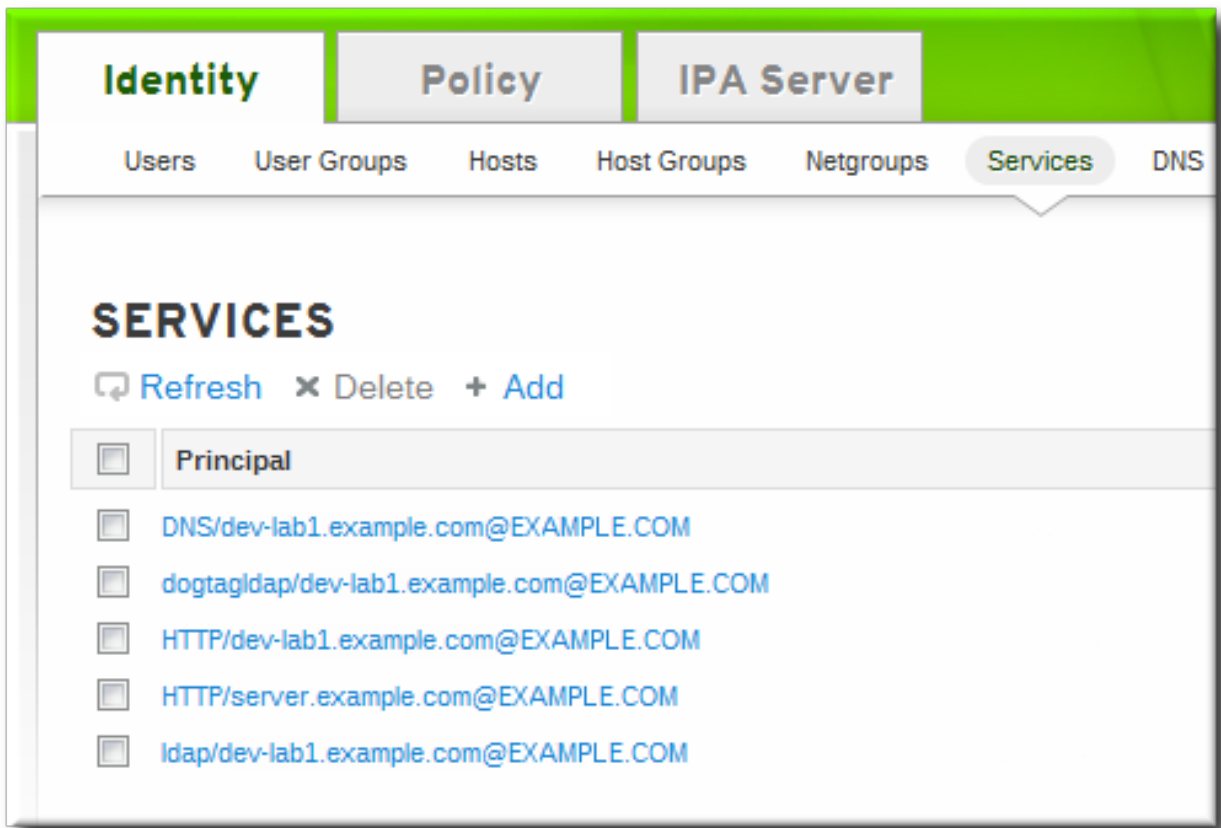 Identity Policy IPA Server
Users User Groups Hosts Host Groups Netgroups Services DNS
SERVICES
Refresh Delete + Add
Principal
DNS/dev-lab1.example.com@EXAMPLE.COM
dogtagldap/dev-lab1.example.com@EXAMPLE.COM
HTTP/dev-lab1.example.com@EXAMPLE.COM
HTTP/server.example.com@EXAMPLE.COM
ldap/dev-lab1.example.com@EXAMPLE.COM